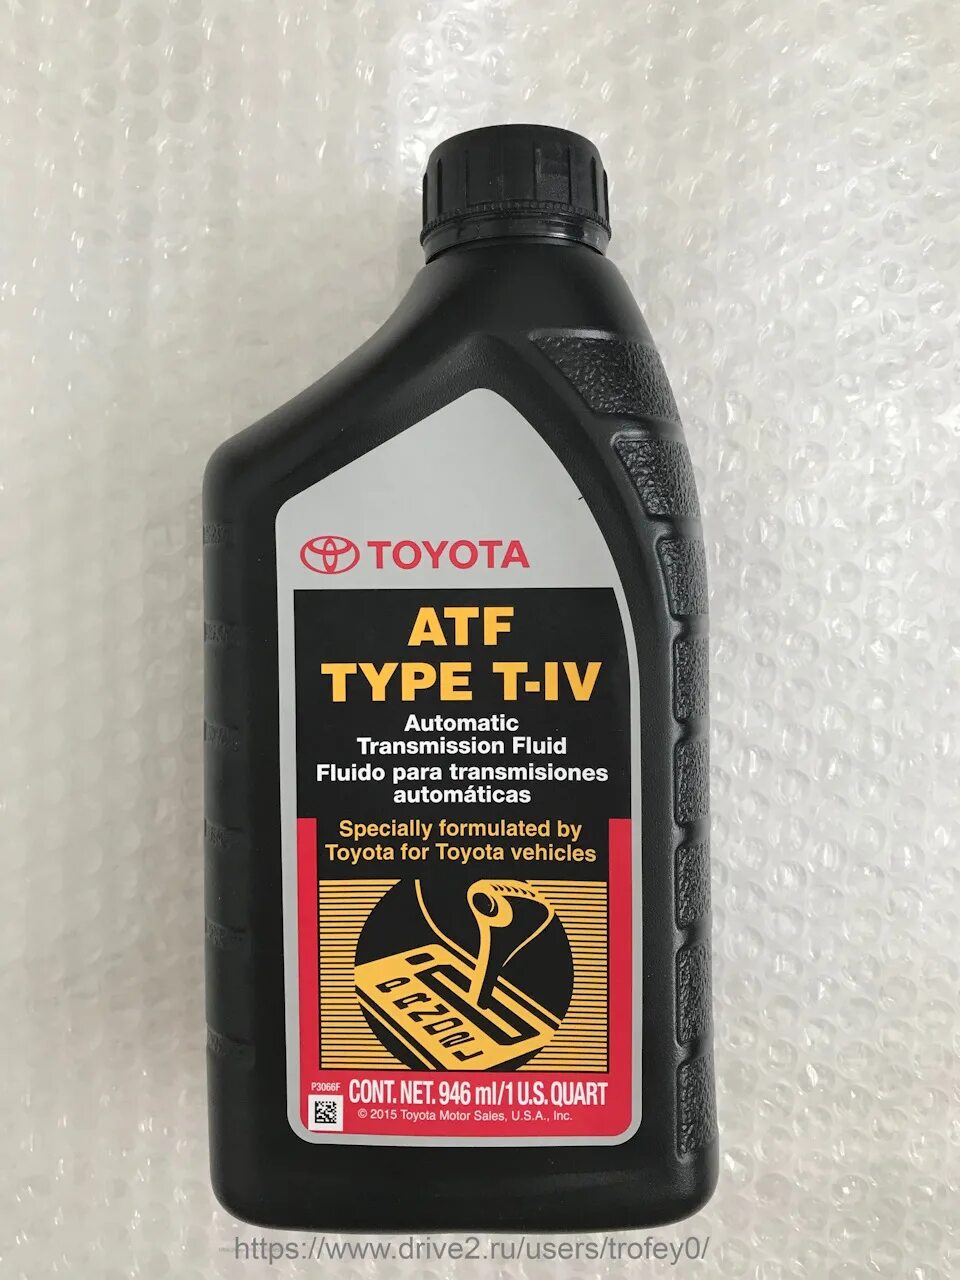 TOYOTA
ATF
TYPE T-IV
Automatic
Transmission Fluid
Fluido para transmisiones
automáticas
Specially formulated by
Toyota for Toyota vehicles
P
R
N
D
2
L
P3066F
CONT. NET. 946 ml/1 U.S. QUART
© 2015 Toyota Motor Sales, U.S.A., Inc.
https://www.drive2.ru/users/trofey0/